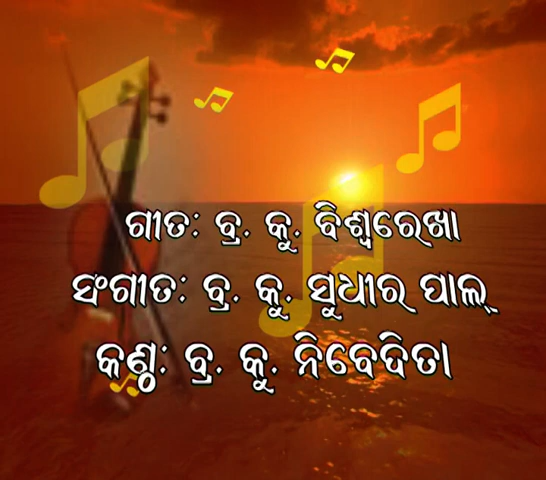 ଗୀତ: ବ୍ର. କୁ. ବିଶ୍ୱରେଖା
ସଂଗୀତ: ବ୍ର. କୁ. ସୁଧୀର ପାଲ୍
କଣ୍ଠ: ବ୍ର. କୁ. ନିବେଦିତା